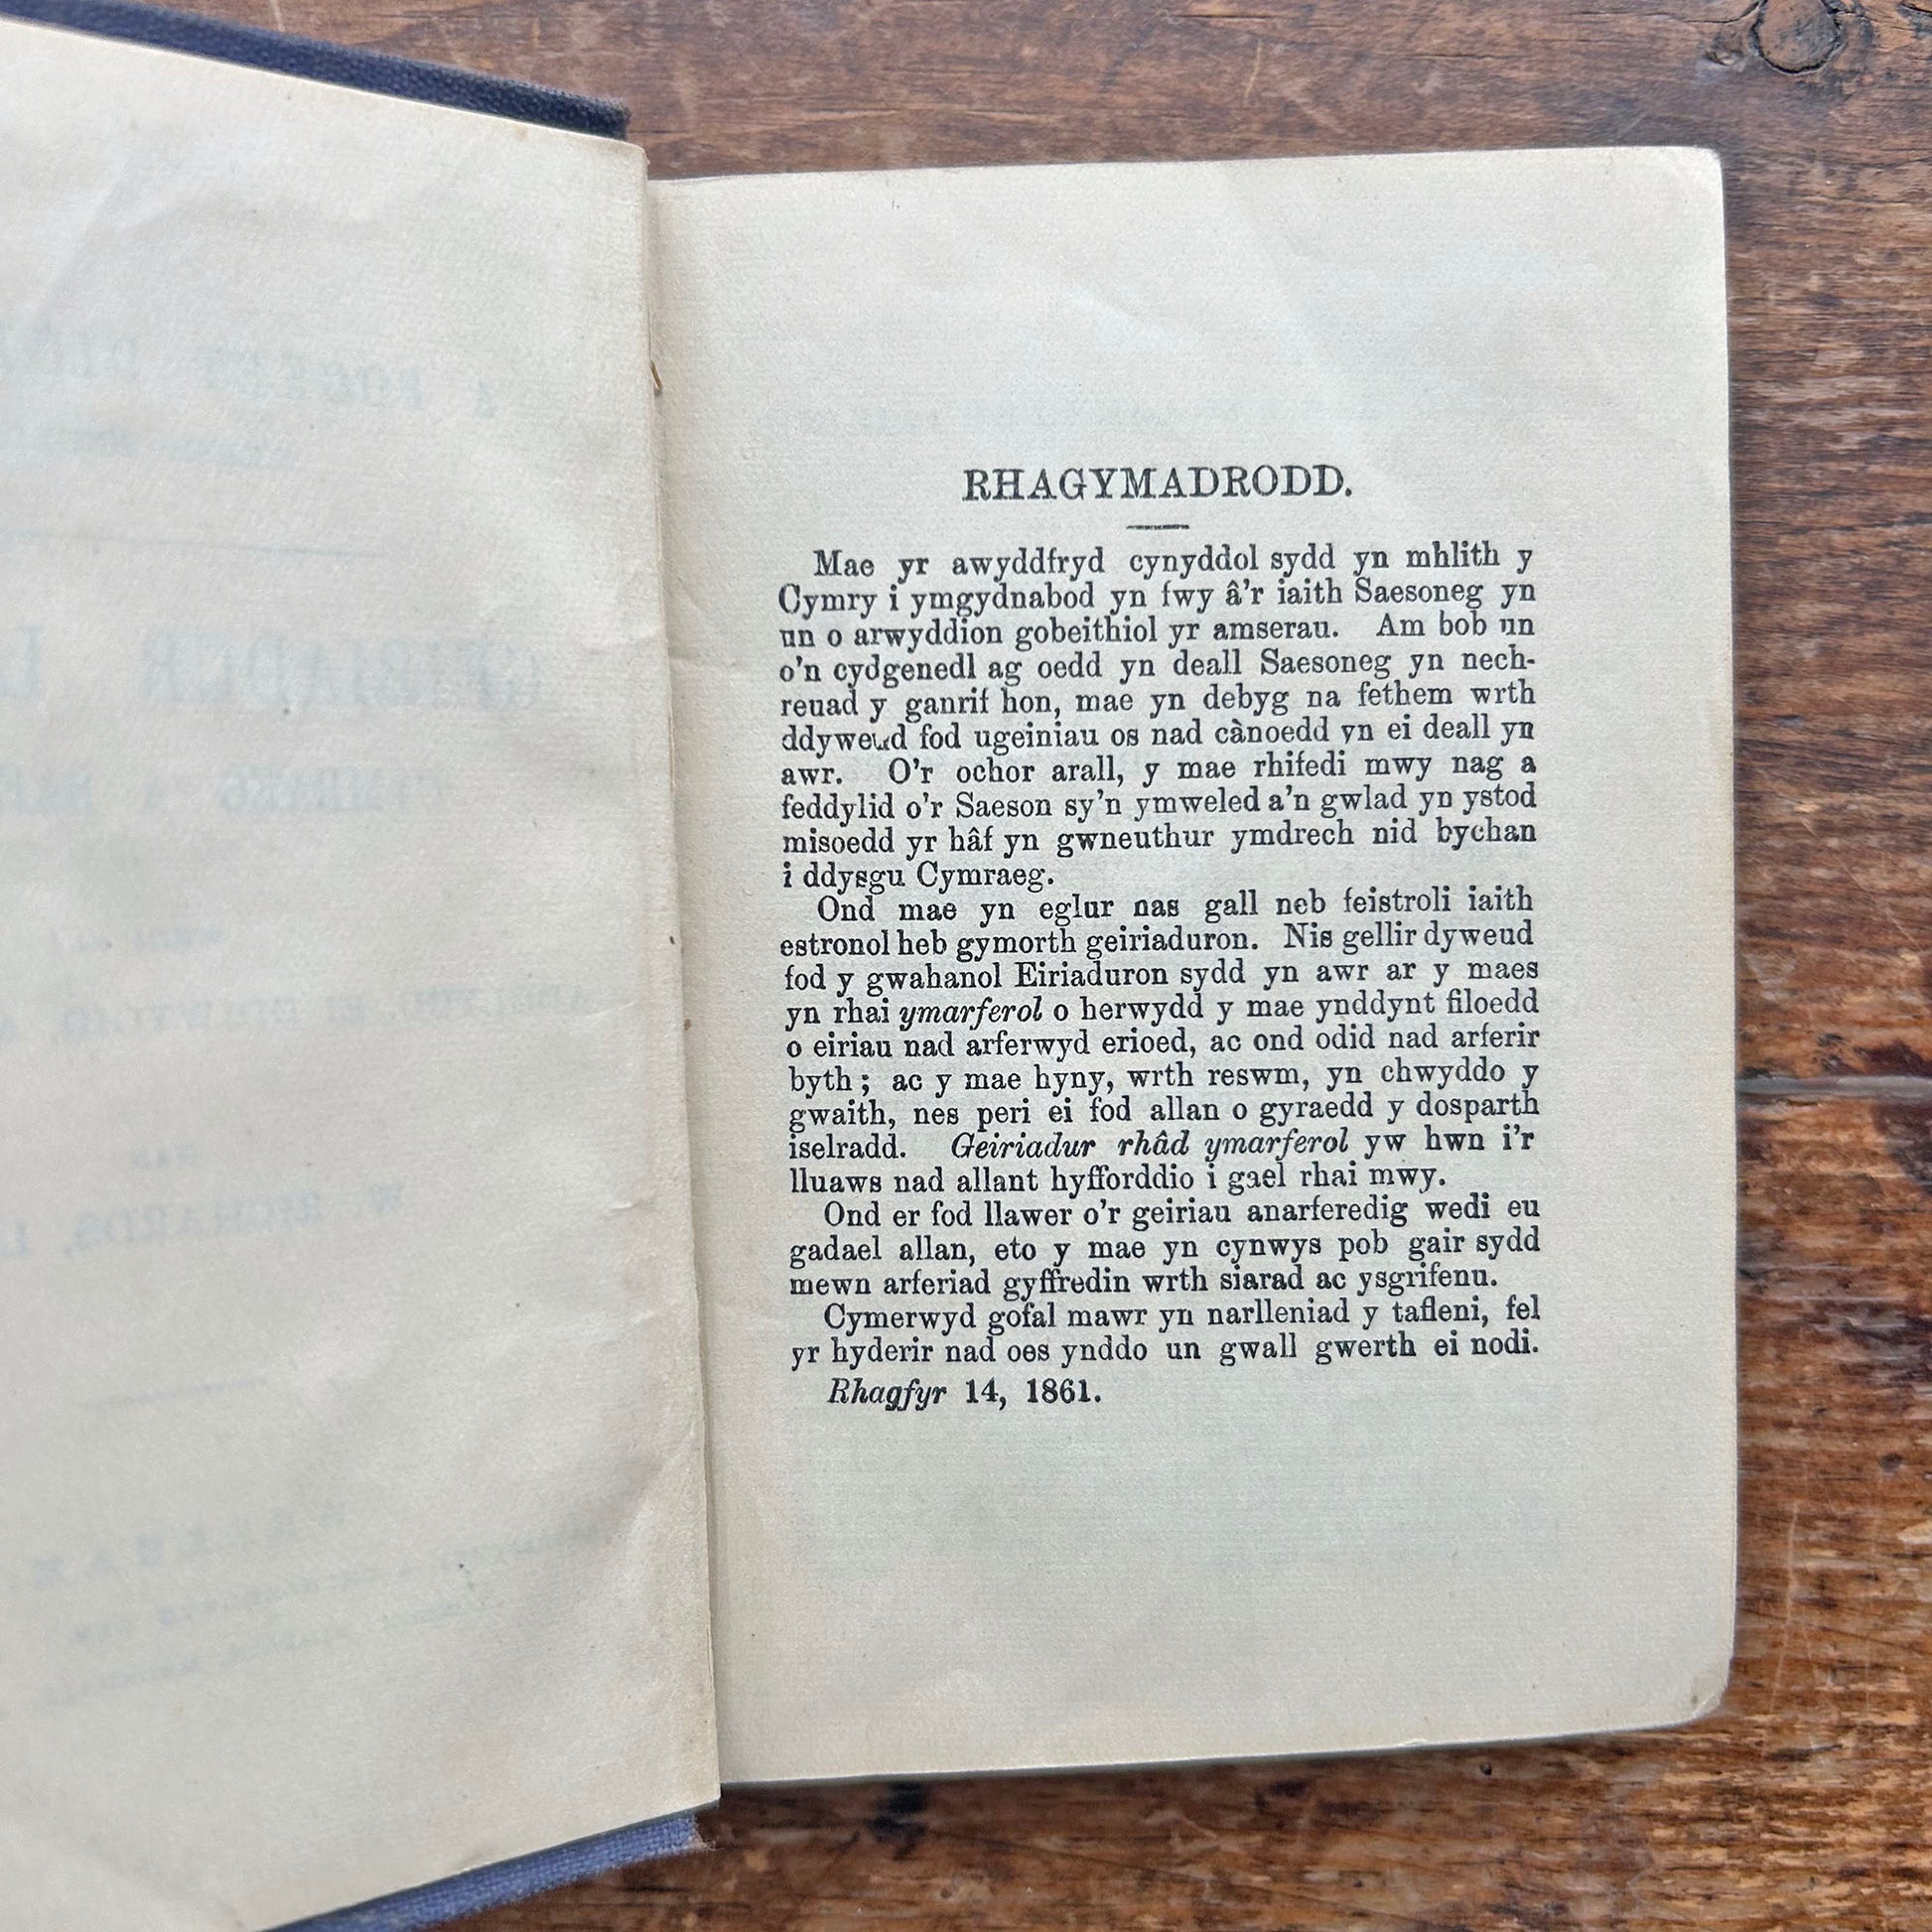 RHAGYMADRODD.
Mae yr awyddfryd cynyddol sydd yn mhlith y
Cymry i ymgydnabod yn fwy â'r iaith Saesoneg yn
un o arwyddion gobeithiol yr amserau. Am bob un
o'n cydgenedl ag oedd yn deall Saesoneg yn nech-
reuad y ganrif hon, mae yn debyg na fethem wrth
ddyweud fod ugeiniau os nad cànoedd yn ei deall yn
awr. O'r ochor arall, y mae rhifedi mwy nag a
feddylid o'r Saeson sy'n ymweled a'n gwlad yn ystod
misoedd yr hâf yn gwneuthur ymdrech nid bychan
i ddysgu Cymraeg.
Ond mae yn eglur nas gall neb feistroli iaith
estronol heb gymorth geiriaduron. Nis gellir dyweud
fod y gwahanol Eiriaduron sydd yn awr ar y maes
yn rhai ymarferol o herwydd y mae ynddynt filoedd
o eiriau nad arferwyd erioed, ac ond odid nad arferir
byth; ac y mae hyny, wrth reswm, yn chwyddo y
gwaith, nes peri ei fod allan o gyraedd y dosparth
iselradd. Geiriadur rhâd ymarferol yw hwn i'r
lluaws nad allant hyfforddio i gael rhai mwy.
Ond er fod llawer o'r geiriau anarferedig wedi eu
gadael allan, eto y mae yn cynwys pob gair sydd
mewn arferiad gyffredin wrth siarad ac ysgrifenu.
Cymerwyd gofal mawr yn narlleniad y tafleni, fel
yr hyderir nad oes ynddo un gwall gwerth ei nodi.
Rhagfyr 14, 1861.